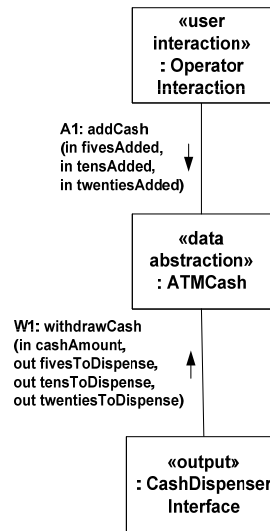 «user
interaction»
: Operator
Interaction
A1: addCash
(in fivesAdded,
in tensAdded,
in twentiesAdded)
«data
abstraction»
: ATMCash
W1: withdrawCash
(in cashAmount,
out fivesToDispense,
out tensToDispense,
out twentiesToDispense)
«output»
: CashDispenser
Interface